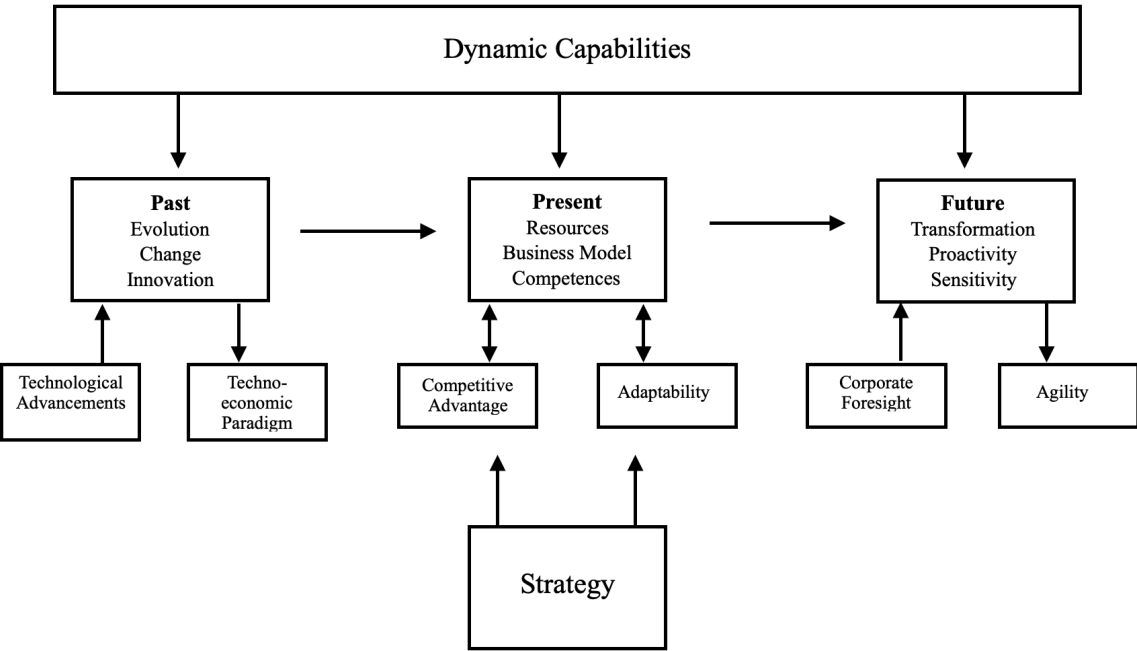 Dynamic Capabilities
Past
Evolution
Change
Innovation
Present
Resources
Business Model
Competences
Future
Transformation
Proactivity
Sensitivity
Technological
Advancements
Techno-
economic
Paradigm
Competitive
Advantage
Adaptability
Corporate
Foresight
Agility
Strategy